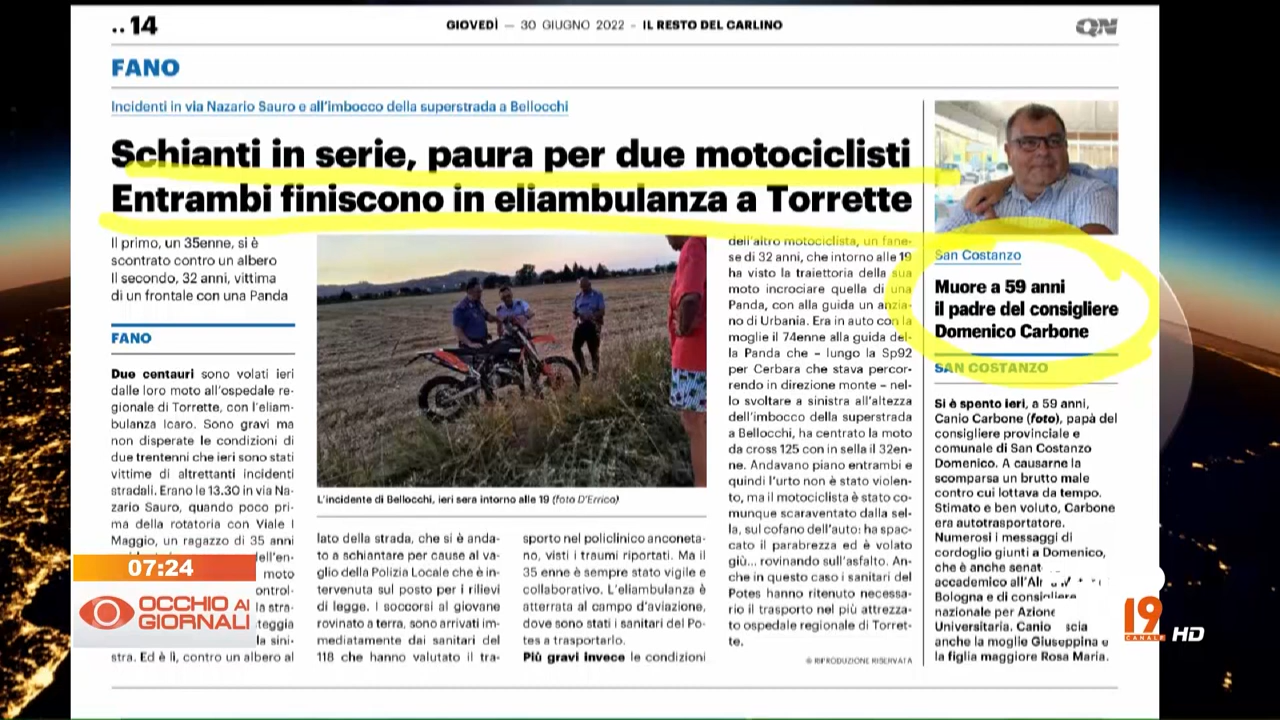 ..14
GIOVEDÌ — 30 GIUGNO 2022 - IL RESTO DEL CARLINO
QN
FANO
Incidenti in via Nazario Sauro e all'imbocco della superstrada a Bellocchi
Schianti in serie, paura per due motociclisti
Entrambi finiscono in eliambulanza a Torrette
Il primo, un 35enne, si è
scontrato contro un albero
Il secondo, 32 anni, vittima
di un frontale con una Panda
FANO
Due centauri sono volati ieri
dalle loro moto all'ospedale re-
gionale di Torrette, con l'eliam-
bulanza Icaro. Sono gravi ma
non disperate le condizioni di
due trentenni che ieri sono stati
vittime di altrettanti incidenti
stradali. Erano le 13.30 in via Na-
zario Sauro, quando poco pri-
ma della rotatoria con Viale I
Maggio, un ragazzo di 35 anni
dell'en-
moto
control-
la stra-
teggia
la sini-
stra. Ed è lì, contro un albero al
L'incidente di Bellocchi, ieri sera intorno alle 19 (foto D'Errico)
lato della strada, che si è anda-
to a schiantare per cause al va-
glio della Polizia Locale che è in-
tervenuta sul posto per i rilievi
di legge. I soccorsi al giovane
rovinato a terra, sono arrivati im-
mediatamente dai sanitari del
118 che hanno valutato il tra-
sporto nel policlinico anconeta-
no, visti i traumi riportati. Ma il
35 enne è sempre stato vigile e
collaborativo. L'eliambulanza è
atterrata al campo d'aviazione,
dove sono stati i sanitari del Po-
tes a trasportarlo.
Più gravi invece le condizioni
dell'altro motociclista, un fane-
se di 32 anni, che intorno alle 19
ha visto la traiettoria della sua
moto incrociare quella di una
Panda, con alla guida un anzia-
no di Urbania. Era in auto con la
moglie il 74enne alla guida del-
la Panda che – lungo la Sp92
per Cerbara che stava percor-
rendo in direzione monte – nel-
lo svoltare a sinistra all'altezza
dell'imbocco della superstrada
a Bellocchi, ha centrato la moto
da cross 125 con in sella il 32en-
ne. Andavano piano entrambi e
quindi l'urto non è stato violen-
to, ma il motociclista è stato co-
munque scaraventato dalla sel-
la, sul cofano dell'auto: ha spac-
cato il parabrezza ed è volato
giù... rovinando sull'asfalto. An-
che in questo caso i sanitari del
Potes hanno ritenuto necessa-
rio il trasporto nel più attrezza-
to ospedale regionale di Torret-
te.
© RIPRODUZIONE RISERVATA
San Costanzo
Muore a 59 anni
il padre del consigliere
Domenico Carbone
SAN COSTANZO
Si è spento ieri, a 59 anni,
Canio Carbone (foto), papà del
consigliere provinciale e
comunale di San Costanzo
Domenico. A causarne la
scomparsa un brutto male
contro cui lottava da tempo.
Stimato e ben voluto, Carbone
era autotrasportatore.
Numerosi i messaggi di
cordoglio giunti a Domenico,
che è anche senat
accademico all'Al
Bologna e di consigliere
nazionale per Azione
Universitaria. Canio scia
anche la moglie Giuseppina e
la figlia maggiore Rosa Maria.
07:24
OCCHIO AI
GIORNALI
19
CANALE HD